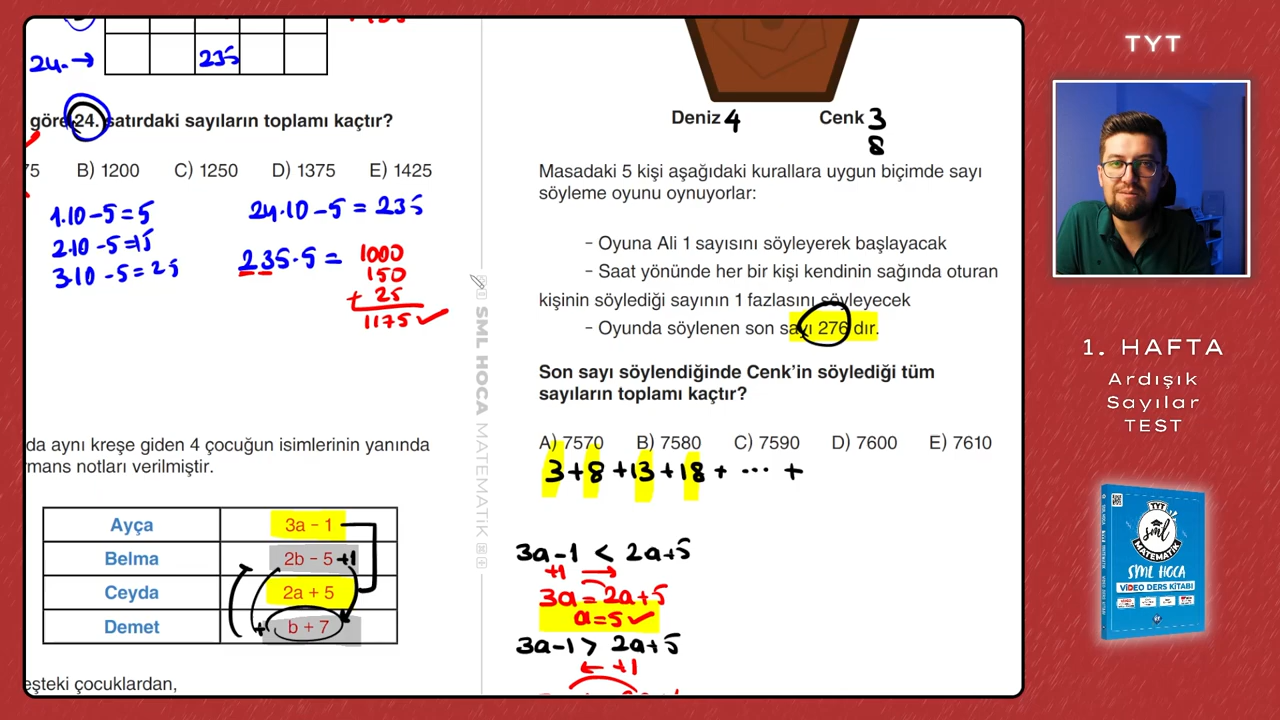 24. → 235
göre 24. satırdaki sayıların toplamı kaçtır?
75 B) 1200 C) 1250 D) 1375 E) 1425
1.10 - 5 = 5
2.10 - 5 = 15
3.10 - 5 = 25
24.10 - 5 = 235
235.5 =
1000
150
+ 25
1175 ✓
da aynı kreşe giden 4 çocuğun isimlerinin yanında
mans notları verilmiştir.
Ayça 3a – 1
Belma 2b – 5 +1
Ceyda 2a + 5
Demet b + 7
eşteki çocuklardan,
SML HOCA MATEMATİK
Deniz 4 Cenk 3
8
Masadaki 5 kişi aşağıdaki kurallara uygun biçimde sayı
söyleme oyunu oynuyorlar:
– Oyuna Ali 1 sayısını söyleyerek başlayacak
– Saat yönünde her bir kişi kendinin sağında oturan
kişinin söylediği sayının 1 fazlasını söyleyecek
– Oyunda söylenen son sayı 276 dır.
Son sayı söylendiğinde Cenk'in söylediği tüm
sayıların toplamı kaçtır?
A) 7570 B) 7580 C) 7590 D) 7600 E) 7610
3 + 8 + 13 + 18 + ... +
3a - 1 < 2a + 5
+1 →
3a = 2a + 5
a = 5 ✓
3a - 1 > 2a + 5
← +1
TYT
1. HAFTA
Ardışık
Sayılar
TEST
TYT
sml
MATEMATİK
SML HOCA
VİDEO DERS KİTABI